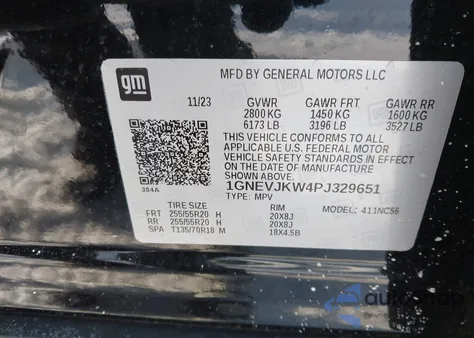 gm
MFD BY GENERAL MOTORS LLC
11/23 GVWR GAWR FRT GAWR RR
2800 KG 1450 KG 1600 KG
6173 LB 3196 LB 3527 LB
THIS VEHICLE CONFORMS TO ALL
APPLICABLE U.S. FEDERAL MOTOR
VEHICLE SAFETY STANDARDS IN EFFECT
ON THE DATE OF MANUFACTURE
SHOWN ABOVE.
1GNEVJKW4PJ329651
384A TYPE: MPV MODEL: 411NC56
TIRE SIZE RIM
FRT 255/55R20 H 20X8J
RR 255/55R20 H 20X8J
SPA T135/70R18 M 18X4.5B